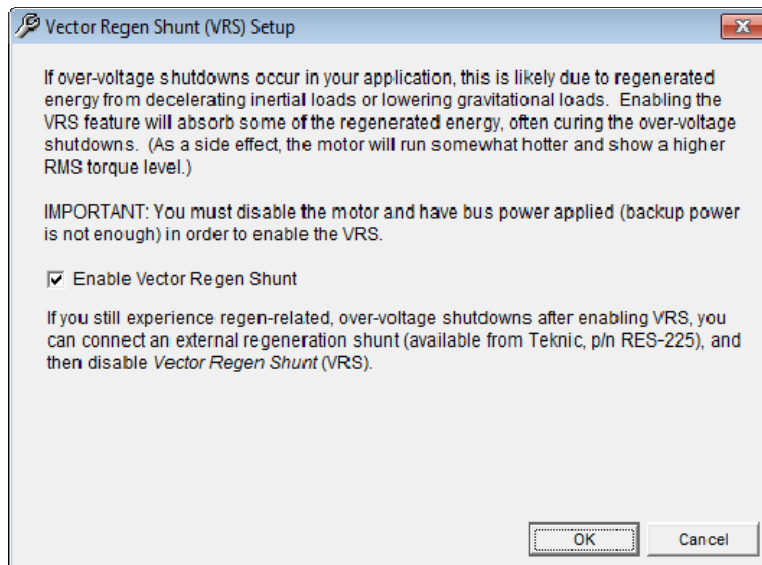 Vector Regen Shunt (VRS) Setup
If over-voltage shutdowns occur in your application, this is likely due to regenerated
energy from decelerating inertial loads or lowering gravitational loads. Enabling the
VRS feature will absorb some of the regenerated energy, often curing the over-voltage
shutdowns. (As a side effect, the motor will run somewhat hotter and show a higher
RMS torque level.)
IMPORTANT: You must disable the motor and have bus power applied (backup power
is not enough) in order to enable the VRS.
Enable Vector Regen Shunt
If you still experience regen-related, over-voltage shutdowns after enabling VRS, you
can connect an external regeneration shunt (available from Teknic, p/n RES-225), and
then disable Vector Regen Shunt (VRS).
OK Cancel